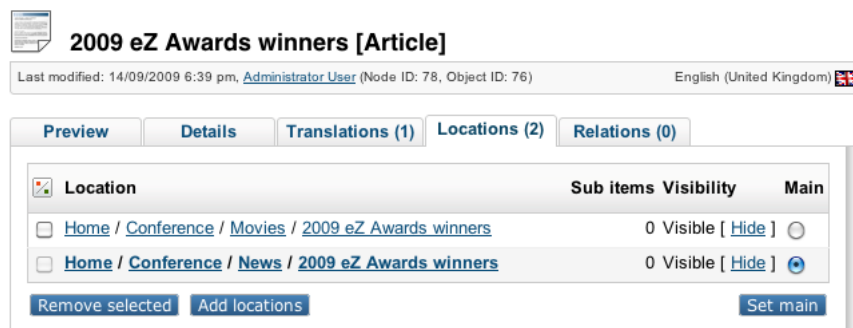 2009 eZ Awards winners [Article]
Last modified: 14/09/2009 6:39 pm, Administrator User (Node ID: 78, Object ID: 76) English (United Kingdom)
Preview Details Translations (1) Locations (2) Relations (0)
Location Sub items Visibility Main
Home / Conference / Movies / 2009 eZ Awards winners 0 Visible [ Hide ]
Home / Conference / News / 2009 eZ Awards winners 0 Visible [ Hide ]
Remove selected Add locations Set main